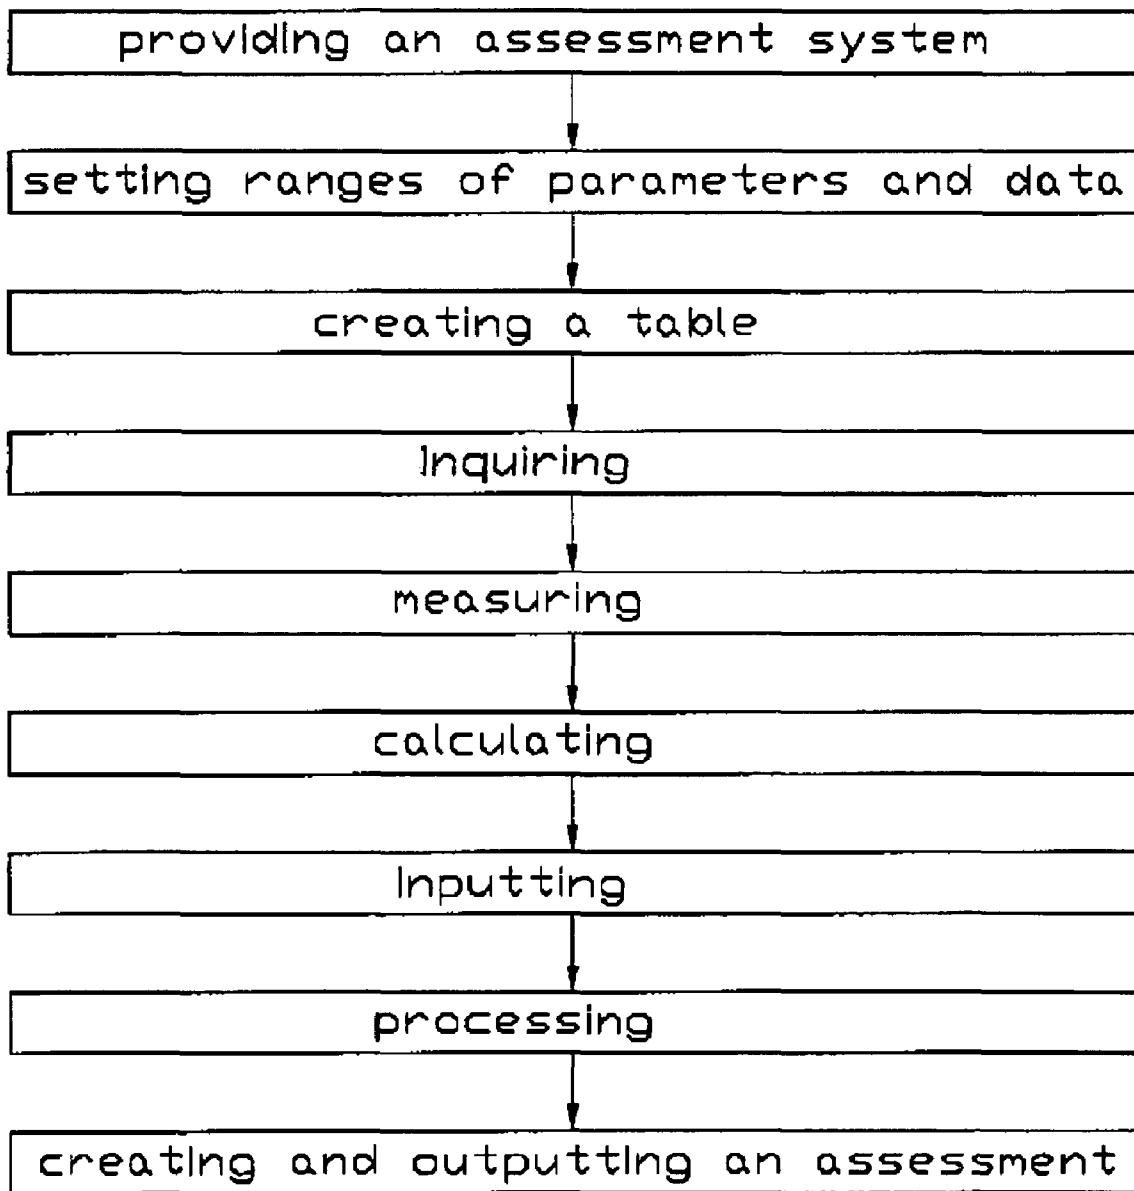 providing an assessment system
setting ranges of parameters and data
creating a table
Inquiring
measuring
calculating
Inputting
processing
creating and outputting an assessment